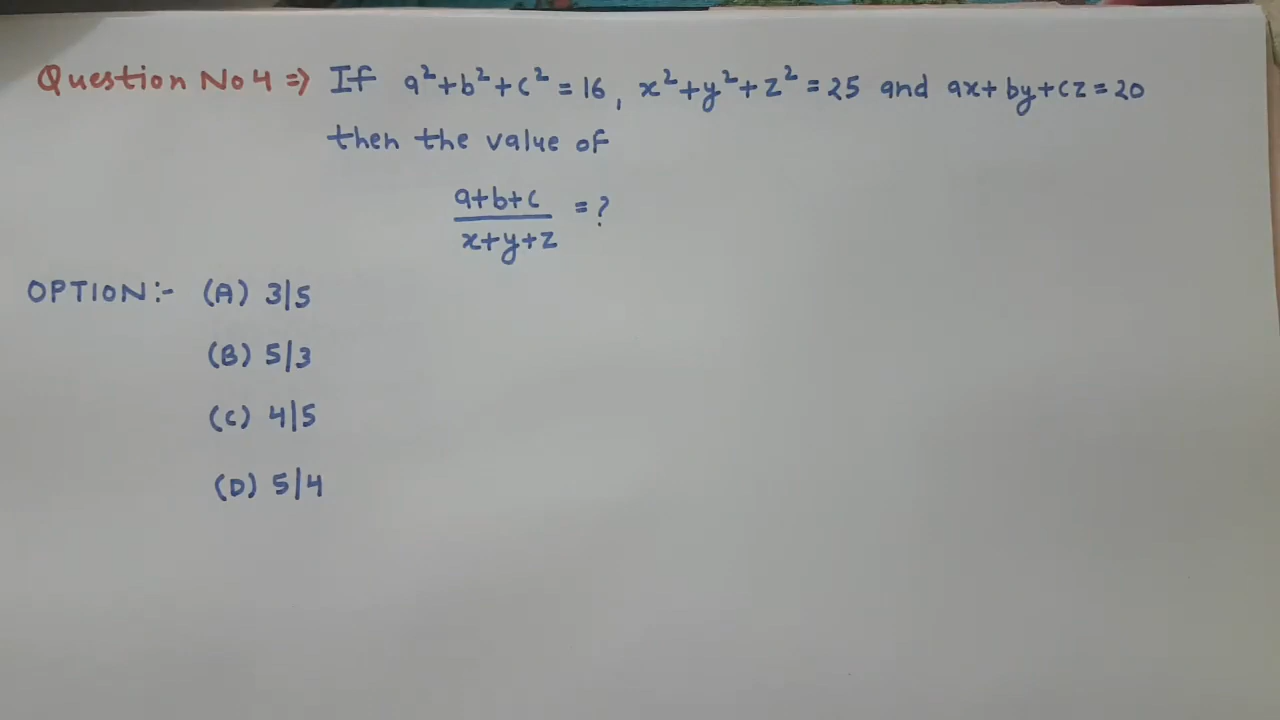 Question No 4 ⇒ If a² + b² + c² = 16, x² + y² + z² = 25 and ax + by + cz = 20
then the value of
a+b+c / x+y+z = ?
OPTION:- (A) 3|5
(B) 5|3
(C) 4|5
(D) 5|4